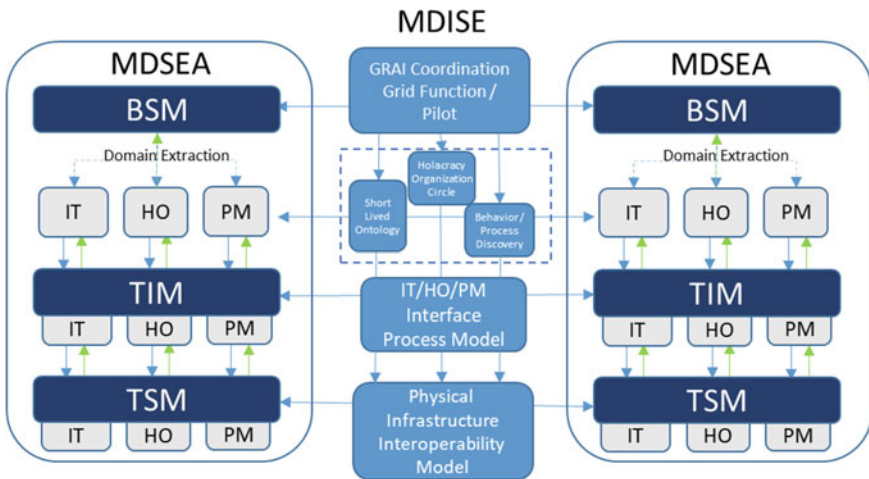 MDISE
MDSEA
BSM
Domain Extraction
IT
HO
PM
TIM
IT
HO
PM
TSM
IT
HO
PM
GRAI Coordination
Grid Function /
Pilot
Holacracy
Organization
Circle
Short
Lived
Ontology
Behavior/
Process
Discovery
IT/HO/PM
Interface
Process Model
Physical
Infrastructure
Interoperability
Model
MDSEA
BSM
Domain Extraction
IT
HO
PM
TIM
IT
HO
PM
TSM
IT
HO
PM